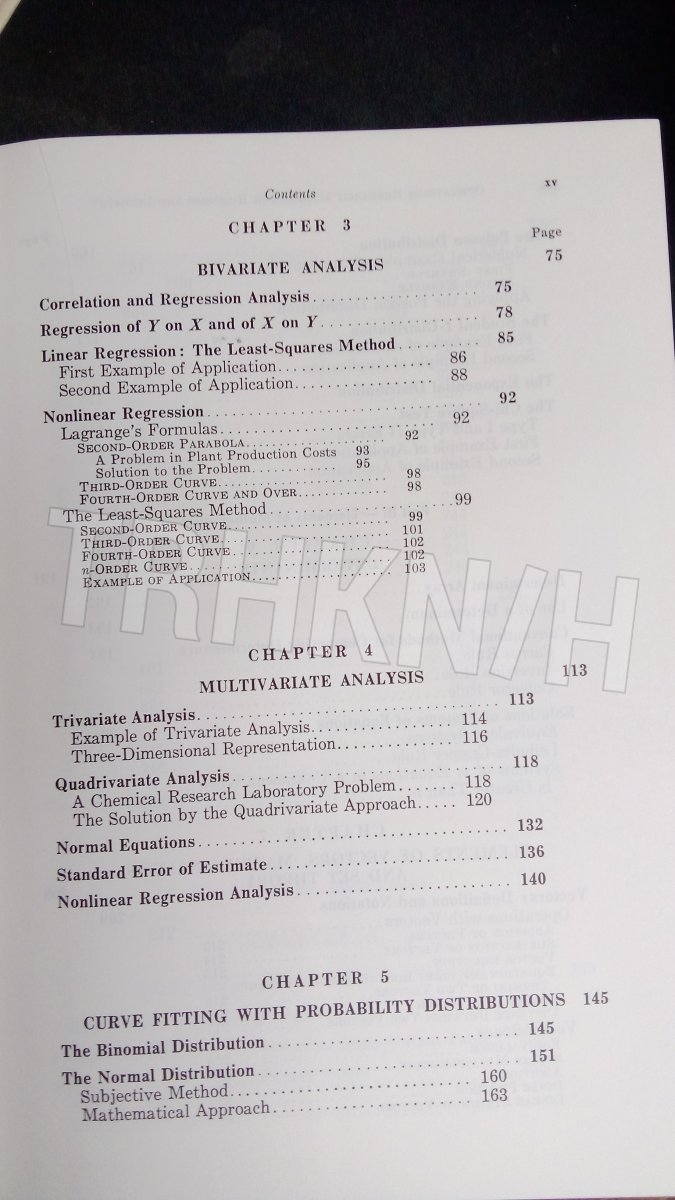 Contents xv
CHAPTER 3
Page
BIVARIATE ANALYSIS 75
Correlation and Regression Analysis 75
Regression of Y on X and of X on Y 78
Linear Regression: The Least-Squares Method 85
First Example of Application 86
Second Example of Application 88
Nonlinear Regression 92
Lagrange's Formulas 92
SECOND-ORDER PARABOLA 92
A Problem in Plant Production Costs 93
Solution to the Problem 95
THIRD-ORDER CURVE 98
FOURTH-ORDER CURVE AND OVER 98
The Least-Squares Method 99
SECOND-ORDER CURVE 99
THIRD-ORDER CURVE 101
FOURTH-ORDER CURVE 102
n-ORDER CURVE 102
EXAMPLE OF APPLICATION 103
TRHKNVH
CHAPTER 4
MULTIVARIATE ANALYSIS 113
Trivariate Analysis 113
Example of Trivariate Analysis 114
Three-Dimensional Representation 116
Quadrivariate Analysis 118
A Chemical Research Laboratory Problem 118
The Solution by the Quadrivariate Approach 120
Normal Equations 132
Standard Error of Estimate 136
Nonlinear Regression Analysis 140
CHAPTER 5
CURVE FITTING WITH PROBABILITY DISTRIBUTIONS 145
The Binomial Distribution 145
The Normal Distribution 151
Subjective Method 160
Mathematical Approach 163